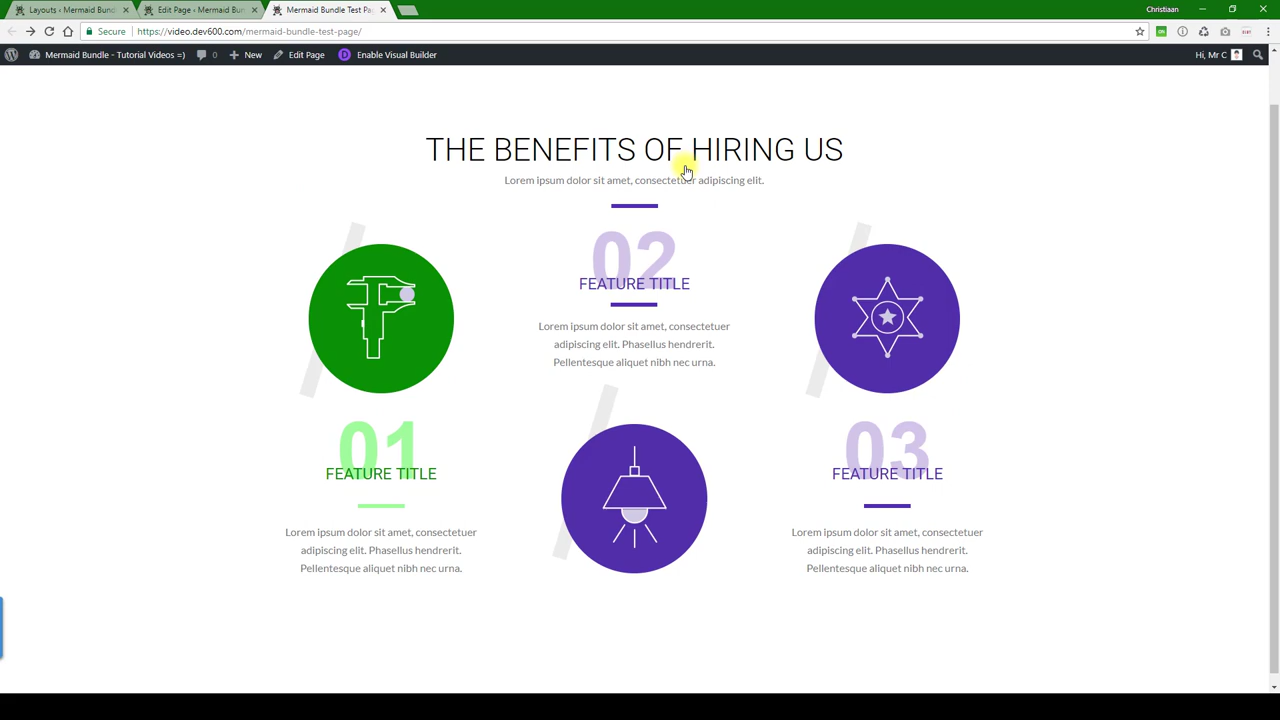 Layouts ‹ Mermaid Bund
Edit Page ‹ Mermaid Bun
Mermaid Bundle Test Pa
Christiaan
Secure
https://video.dev600.com/mermaid-bundle-test-page/
Mermaid Bundle - Tutorial Videos =)
0
New
Edit Page
D
Enable Visual Builder
Hi, Mr C
THE BENEFITS OF HIRING US
Lorem ipsum dolor sit amet, consectetur adipiscing elit.
01
FEATURE TITLE
Lorem ipsum dolor sit amet, consectetuer
adipiscing elit. Phasellus hendrerit.
Pellentesque aliquet nibh nec urna.
02
FEATURE TITLE
Lorem ipsum dolor sit amet, consectetuer
adipiscing elit. Phasellus hendrerit.
Pellentesque aliquet nibh nec urna.
03
FEATURE TITLE
Lorem ipsum dolor sit amet, consectetuer
adipiscing elit. Phasellus hendrerit.
Pellentesque aliquet nibh nec urna.